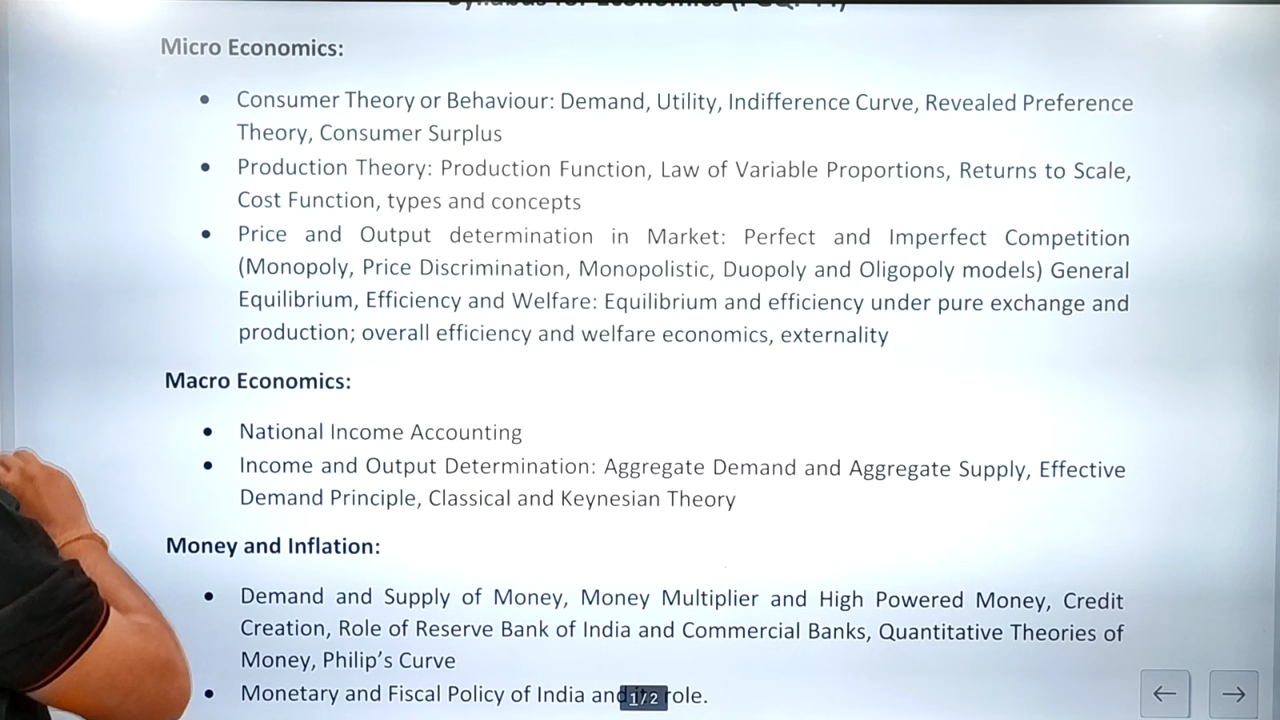 Syllabus for Economics
Micro Economics:
• Consumer Theory or Behaviour: Demand, Utility, Indifference Curve, Revealed Preference
Theory, Consumer Surplus
• Production Theory: Production Function, Law of Variable Proportions, Returns to Scale,
Cost Function, types and concepts
• Price and Output determination in Market: Perfect and Imperfect Competition
(Monopoly, Price Discrimination, Monopolistic, Duopoly and Oligopoly models) General
Equilibrium, Efficiency and Welfare: Equilibrium and efficiency under pure exchange and
production; overall efficiency and welfare economics, externality
Macro Economics:
• National Income Accounting
• Income and Output Determination: Aggregate Demand and Aggregate Supply, Effective
Demand Principle, Classical and Keynesian Theory
Money and Inflation:
• Demand and Supply of Money, Money Multiplier and High Powered Money, Credit
Creation, Role of Reserve Bank of India and Commercial Banks, Quantitative Theories of
Money, Philip's Curve
• Monetary and Fiscal Policy of India and role.
1/2